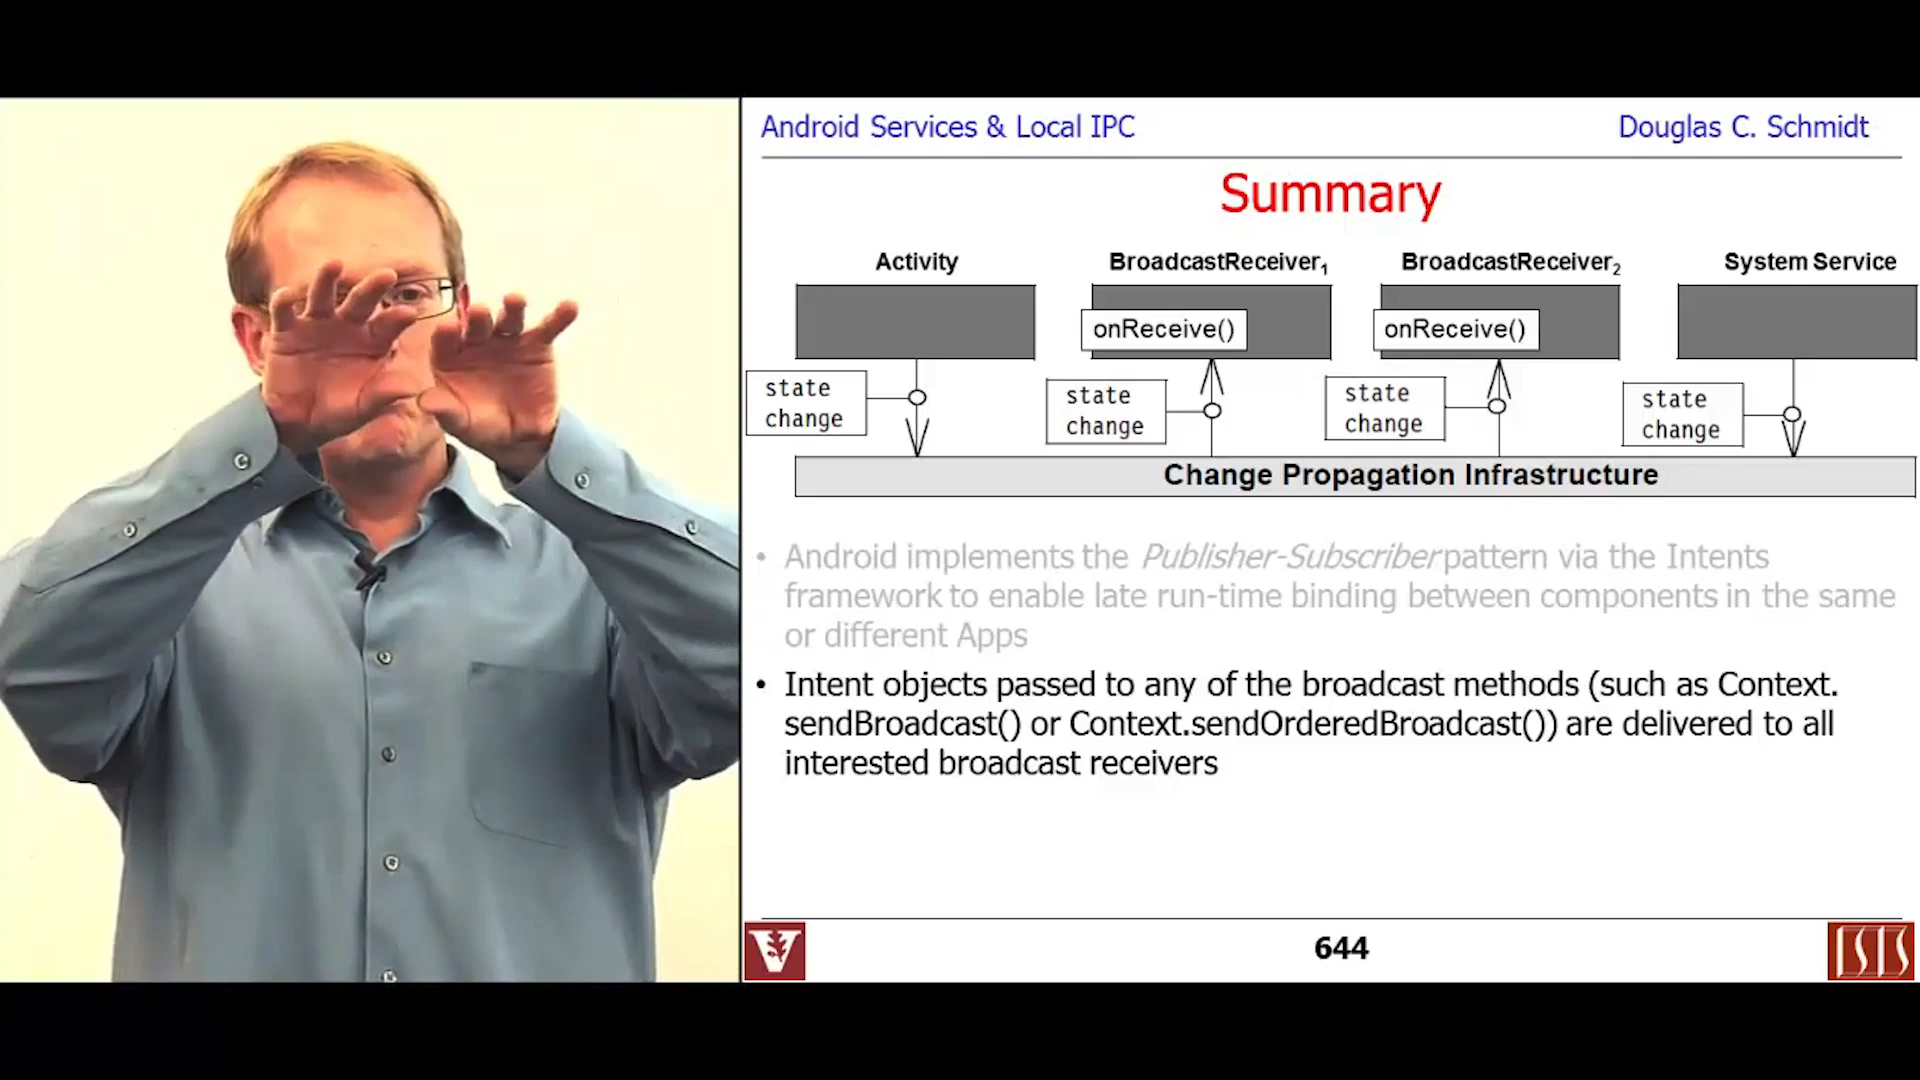 Android Services & Local IPC
Douglas C. Schmidt
Summary
Activity
BroadcastReceiver1
BroadcastReceiver2
System Service
onReceive()
onReceive()
state
change
state
change
state
change
state
change
Change Propagation Infrastructure
• Android implements the Publisher-Subscriber pattern via the Intents
framework to enable late run-time binding between components in the same
or different Apps
• Intent objects passed to any of the broadcast methods (such as Context.
sendBroadcast() or Context.sendOrderedBroadcast()) are delivered to all
interested broadcast receivers
V
644
ISIS